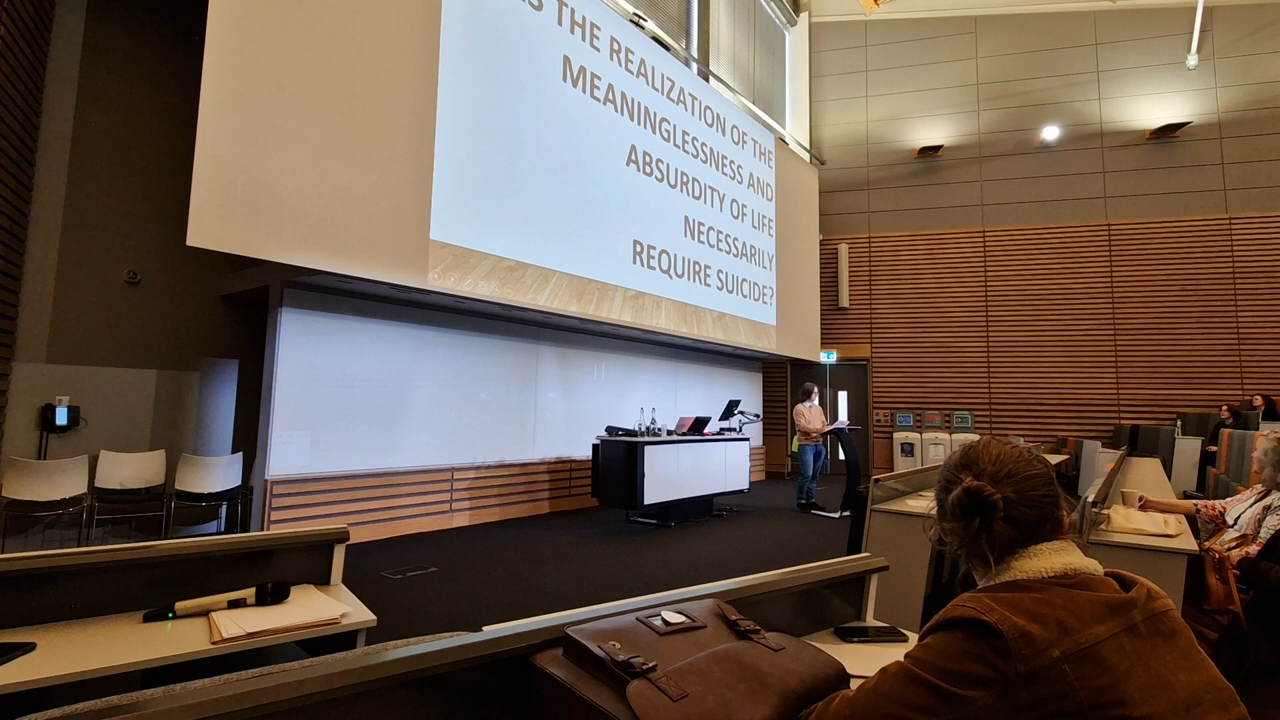 THE REALIZATION OF THE
MEANINGLESSNESS AND
ABSURDITY OF LIFE
NECESSARILY
REQUIRE SUICIDE?